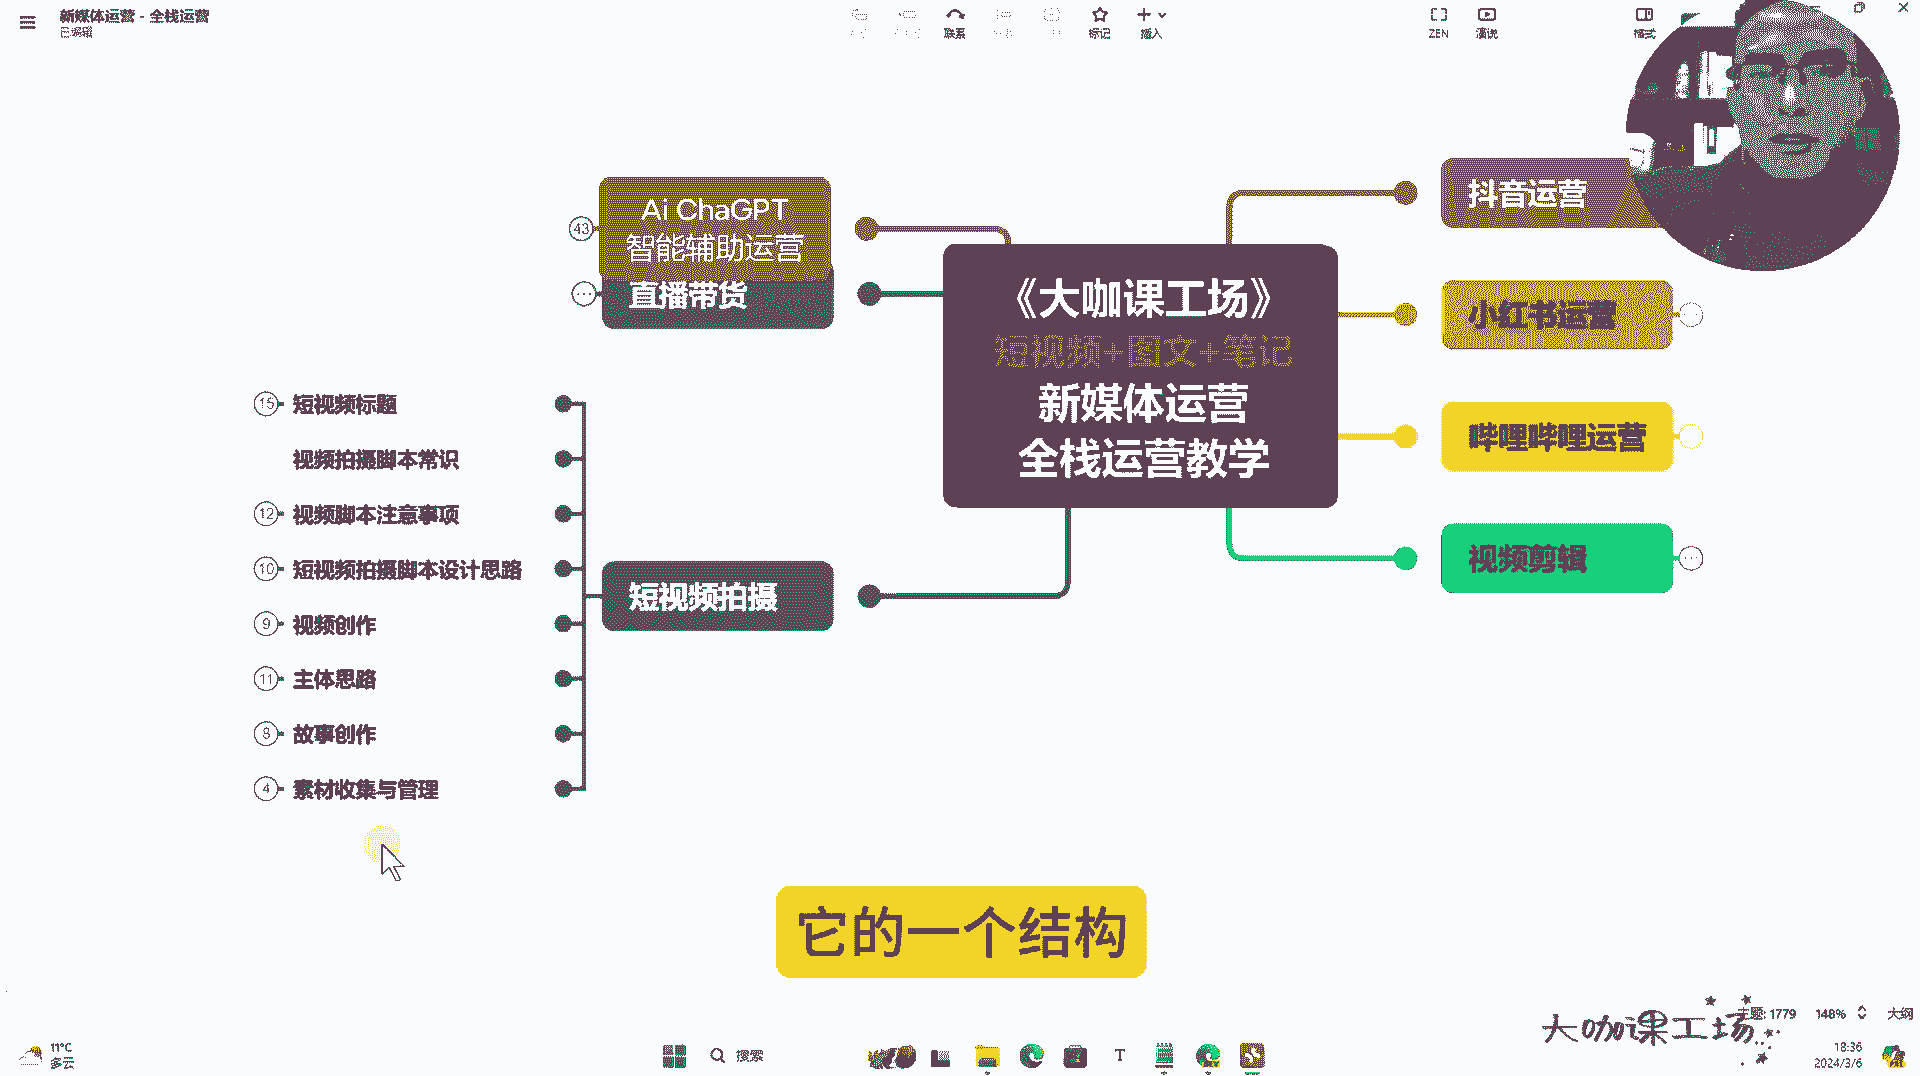 新媒体运营 - 全栈运营
已编辑
联系
标记
插入
ZEN
演说
格式
Ai ChaGPT
智能辅助运营
43
直播带货
《大咖课工场》
短视频+图文+笔记
新媒体运营
全栈运营教学
抖音运营
小红书运营
哔哩哔哩运营
视频剪辑
短视频拍摄
15 短视频标题
视频拍摄脚本常识
12 视频脚本注意事项
10 短视频拍摄脚本设计思路
9 视频创作
11 主体思路
8 故事创作
4 素材收集与管理
它的一个结构
大咖课工场
主题: 1779
148%
大纲
11°C
多云
搜索
18:36
2024/3/6